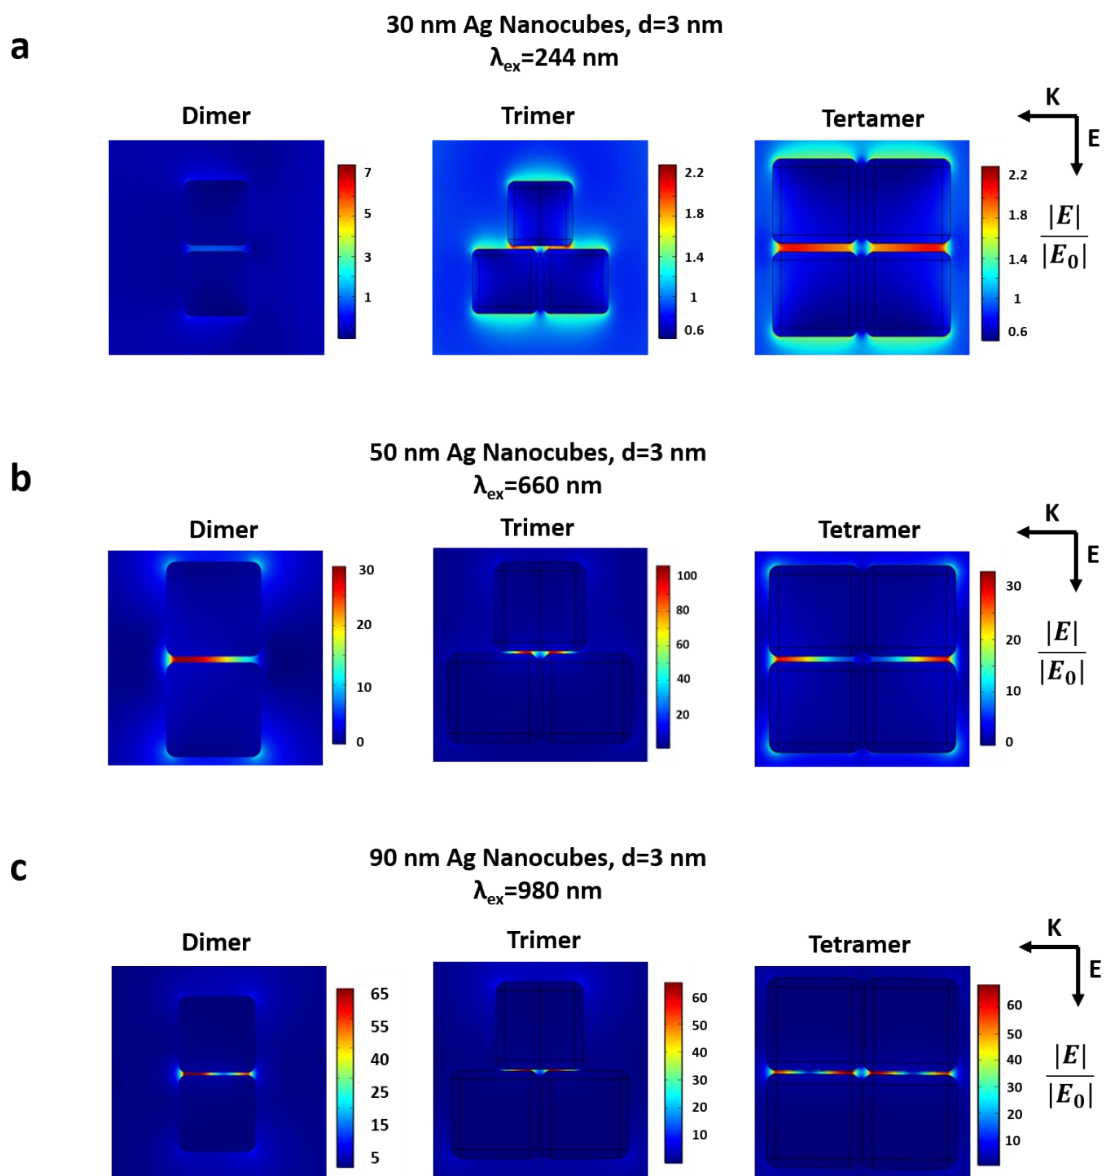 a
30 nm Ag Nanocubes, d=3 nm
λex=244 nm
Dimer
Trimer
Tertamer
K
E
7
5
3
1
2.2
1.8
1.4
1
0.6
2.2
1.8
1.4
1
0.6
|E|
|E0|
b
50 nm Ag Nanocubes, d=3 nm
λex=660 nm
Dimer
Trimer
Tetramer
K
E
30
20
10
0
100
80
60
40
20
30
20
10
0
|E|
|E0|
c
90 nm Ag Nanocubes, d=3 nm
λex=980 nm
Dimer
Trimer
Tetramer
K
E
65
55
40
25
15
5
60
50
40
30
20
10
60
50
40
30
20
10
|E|
|E0|